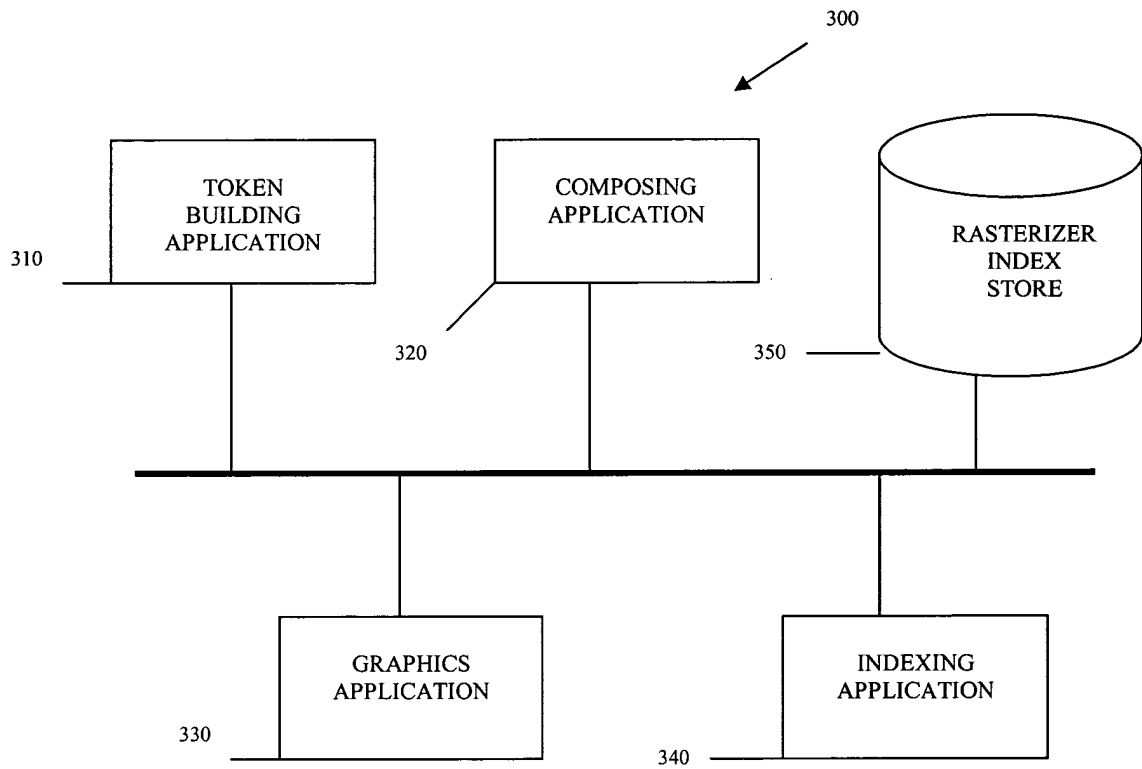 300
TOKEN
BUILDING
APPLICATION
310
COMPOSING
APPLICATION
320
RASTERIZER
INDEX
STORE
350
GRAPHICS
APPLICATION
330
INDEXING
APPLICATION
340